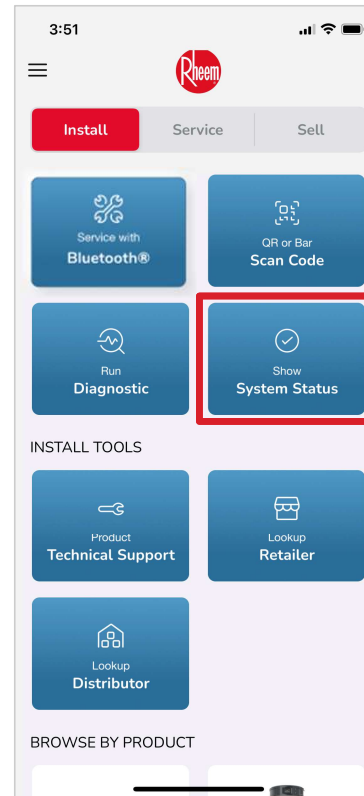 3:51
Rheem
Install Service Sell
Service with
Bluetooth®
QR or Bar
Scan Code
Run
Diagnostic
Show
System Status
INSTALL TOOLS
Product
Technical Support
Lookup
Retailer
Lookup
Distributor
BROWSE BY PRODUCT